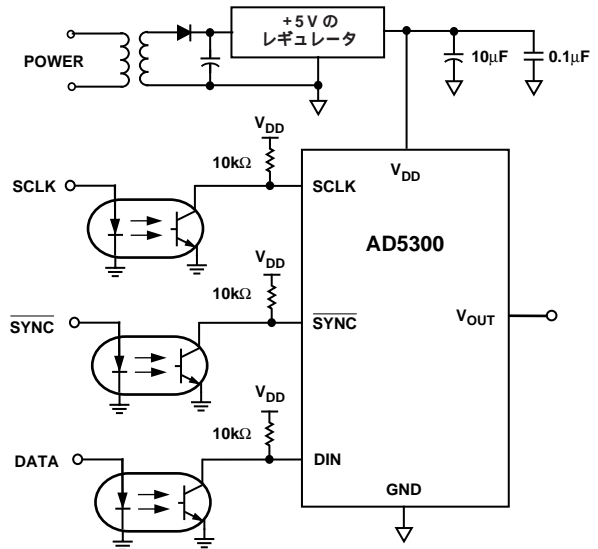 +5Vの
レギュレータ
POWER
10μF
0.1μF
VDD
10kΩ
SCLK
SCLK
VDD
AD5300
VDD
10kΩ
SYNC
SYNC
VOUT
VDD
10kΩ
DATA
DIN
GND